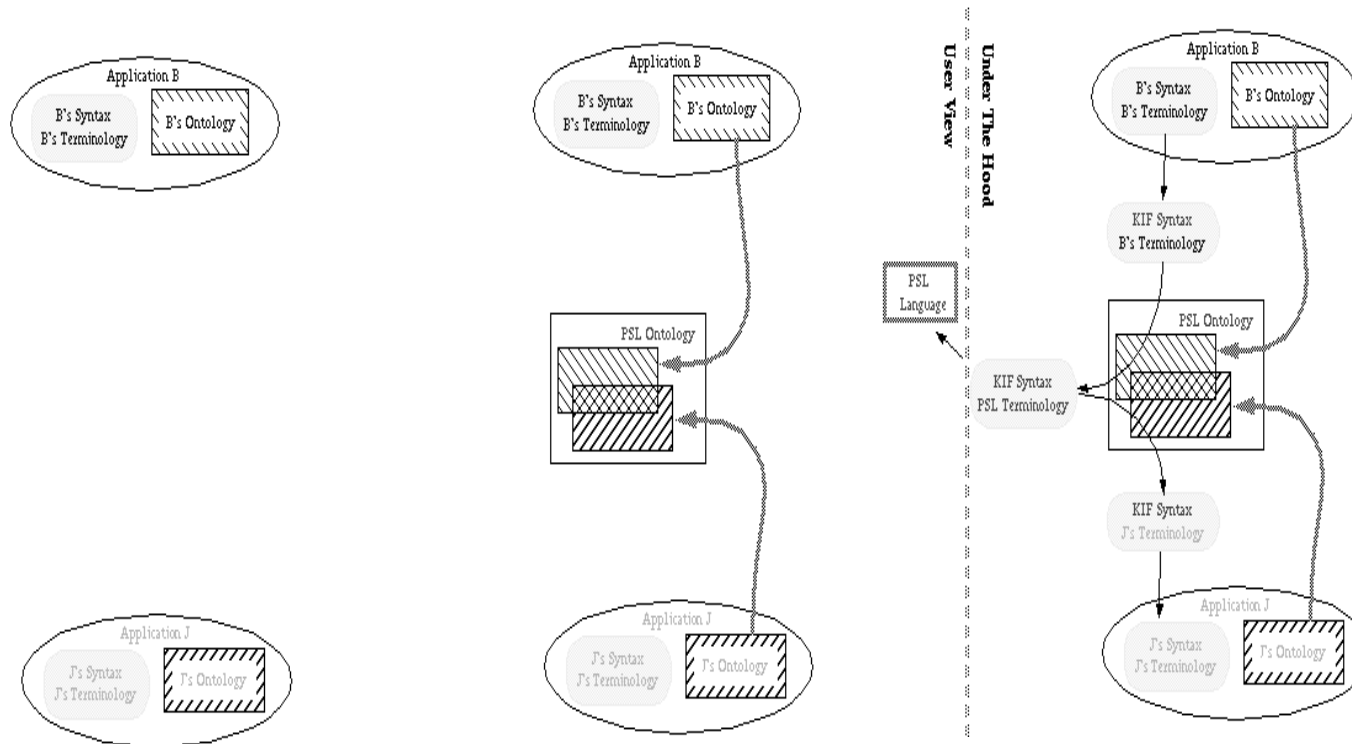 Application B
B's Syntax
B's Terminology
B's Ontology
Application J
J's Syntax
J's Terminology
J's Ontology
Application B
B's Syntax
B's Terminology
B's Ontology
PSL Ontology
Application J
J's Syntax
J's Terminology
J's Ontology
User View
Under The Hood
PSL
Language
Application B
B's Syntax
B's Terminology
B's Ontology
KIF Syntax
B's Terminology
PSL Ontology
KIF Syntax
PSL Terminology
KIF Syntax
J's Terminology
Application J
J's Syntax
J's Terminology
J's Ontology